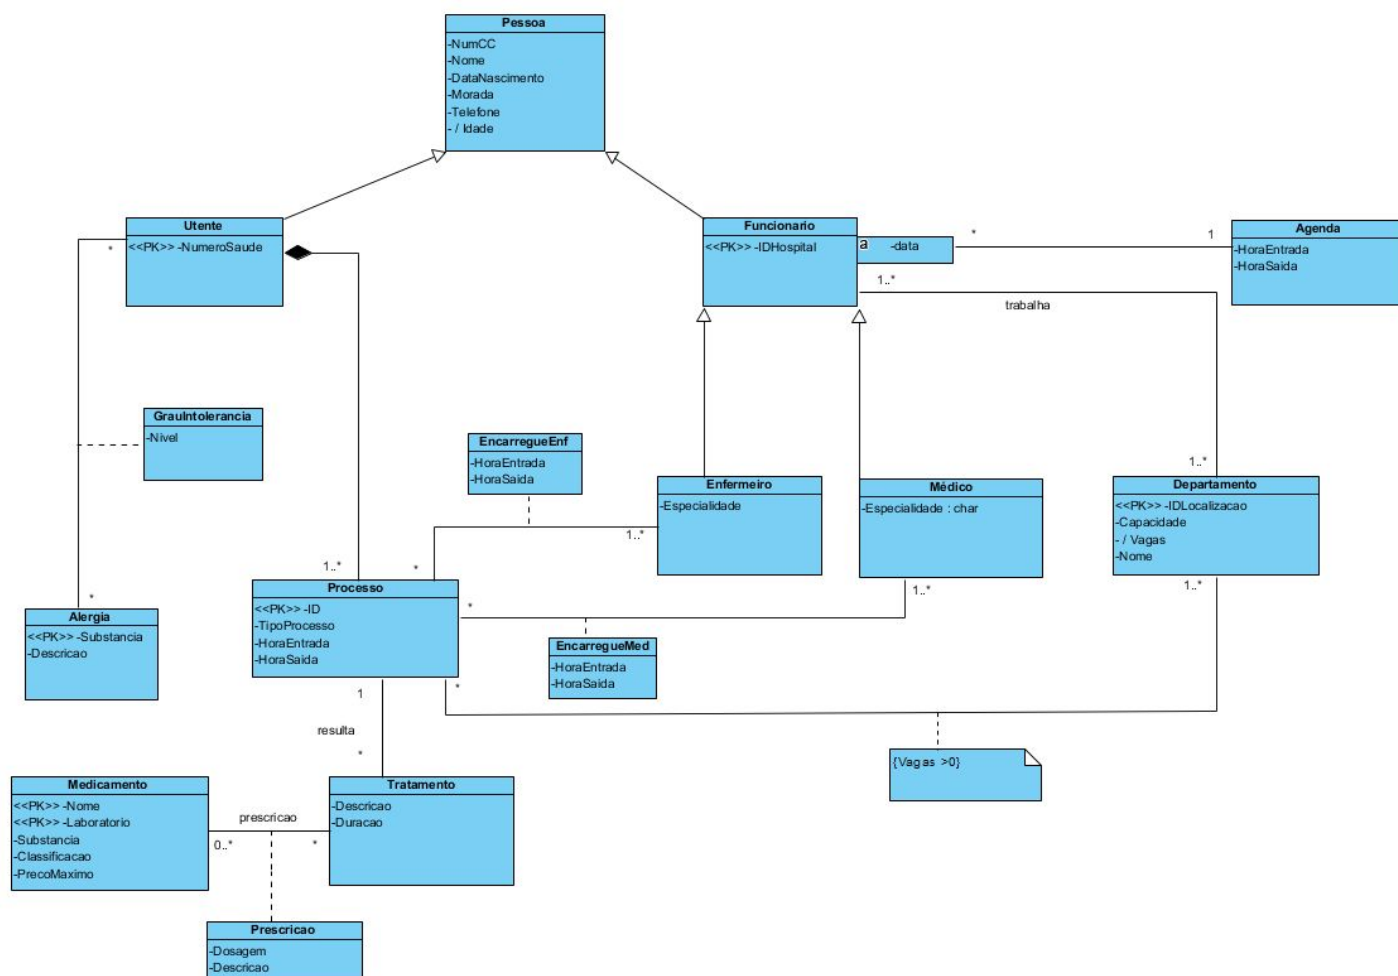 Pessoa
-NumCC
-Nome
-DataNascimento
-Morada
-Telefone
- / Idade
Utente
<<PK>> -NumeroSaude
*
Funcionario
<<PK>> -IDHospital
a
-data
*
1
Agenda
-HoraEntrada
-HoraSaida
1..*
trabalha
GrauIntolerancia
-Nivel
EncarregueEnf
-HoraEntrada
-HoraSaida
Enfermeiro
-Especialidade
Médico
-Especialidade : char
1..*
Departamento
<<PK>> -IDLocalizacao
-Capacidade
- / Vagas
-Nome
1..*
1..*
*
Processo
<<PK>> -ID
-TipoProcesso
-HoraEntrada
-HoraSaida
*
1..*
1..*
*
Alergia
<<PK>> -Substancia
-Descricao
EncarregueMed
-HoraEntrada
-HoraSaida
1
*
resulta
*
{Vagas >0}
Medicamento
<<PK>> -Nome
<<PK>> -Laboratorio
-Substancia
-Classificacao
-PrecoMaximo
prescricao
0..*
*
Tratamento
-Descricao
-Duracao
Prescricao
-Dosagem
-Descricao